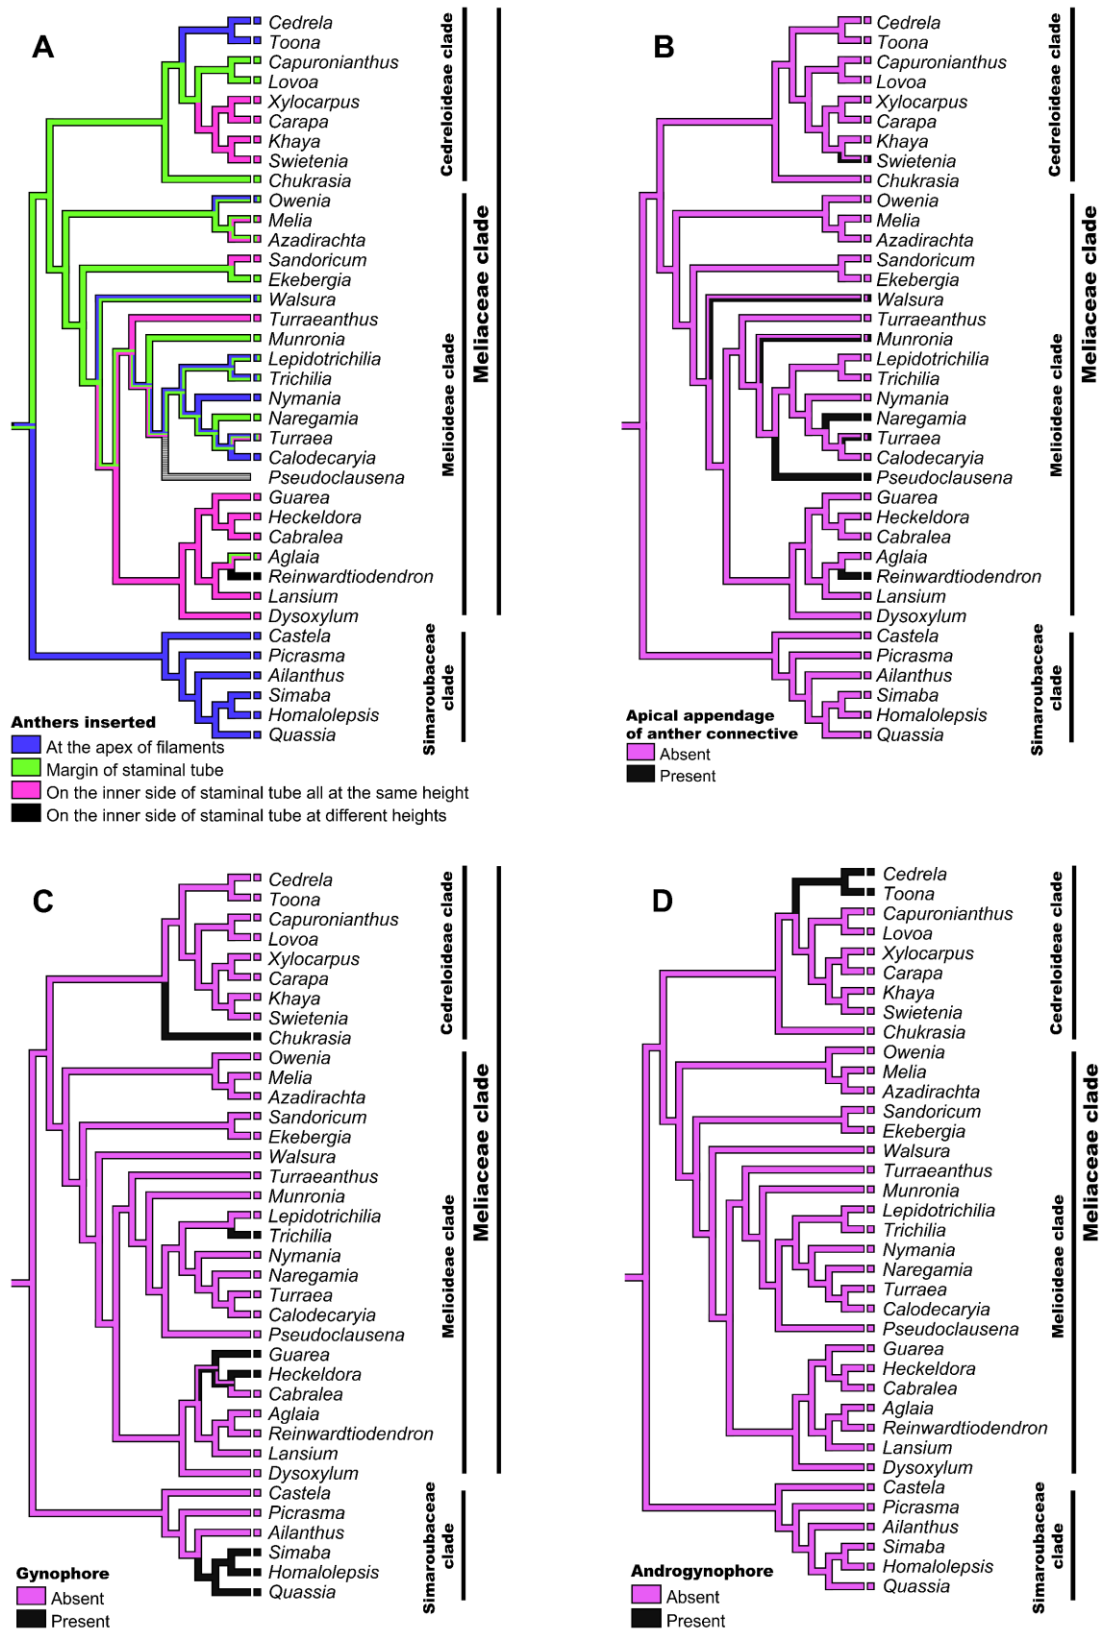 A
Cedrela
Toona
Capuronianthus
Lovoa
Xylocarpus
Carapa
Khaya
Swietenia
Chukrasia
Owenia
Melia
Azadirachta
Sandoricum
Ekebergia
Walsura
Turraeanthus
Munronia
Lepidotrichilia
Trichilia
Nymania
Naregamia
Turraea
Calodecaryia
Pseudoclausena
Guarea
Heckeldora
Cabralea
Aglaia
Reinwardtiodendron
Lansium
Dysoxylum
Castela
Picrasma
Ailanthus
Simaba
Homalolepsis
Quassia
Cedreloideae clade
Melioideae clade
Meliaceae clade
Simaroubaceae
clade
Anthers inserted
At the apex of filaments
Margin of staminal tube
On the inner side of staminal tube all at the same height
On the inner side of staminal tube at different heights
B
Cedrela
Toona
Capuronianthus
Lovoa
Xylocarpus
Carapa
Khaya
Swietenia
Chukrasia
Owenia
Melia
Azadirachta
Sandoricum
Ekebergia
Walsura
Turraeanthus
Munronia
Lepidotrichilia
Trichilia
Nymania
Naregamia
Turraea
Calodecaryia
Pseudoclausena
Guarea
Heckeldora
Cabralea
Aglaia
Reinwardtiodendron
Lansium
Dysoxylum
Castela
Picrasma
Ailanthus
Simaba
Homalolepsis
Quassia
Cedreloideae clade
Melioideae clade
Meliaceae clade
Simaroubaceae
clade
Apical appendage
of anther connective
Absent
Present
C
Cedrela
Toona
Capuronianthus
Lovoa
Xylocarpus
Carapa
Khaya
Swietenia
Chukrasia
Owenia
Melia
Azadirachta
Sandoricum
Ekebergia
Walsura
Turraeanthus
Munronia
Lepidotrichilia
Trichilia
Nymania
Naregamia
Turraea
Calodecaryia
Pseudoclausena
Guarea
Heckeldora
Cabralea
Aglaia
Reinwardtiodendron
Lansium
Dysoxylum
Castela
Picrasma
Ailanthus
Simaba
Homalolepsis
Quassia
Cedreloideae clade
Melioideae clade
Meliaceae clade
Simaroubaceae
clade
Gynophore
Absent
Present
D
Cedrela
Toona
Capuronianthus
Lovoa
Xylocarpus
Carapa
Khaya
Swietenia
Chukrasia
Owenia
Melia
Azadirachta
Sandoricum
Ekebergia
Walsura
Turraeanthus
Munronia
Lepidotrichilia
Trichilia
Nymania
Naregamia
Turraea
Calodecaryia
Pseudoclausena
Guarea
Heckeldora
Cabralea
Aglaia
Reinwardtiodendron
Lansium
Dysoxylum
Castela
Picrasma
Ailanthus
Simaba
Homalolepsis
Quassia
Cedreloideae clade
Melioideae clade
Meliaceae clade
Simaroubaceae
clade
Androgynophore
Absent
Present